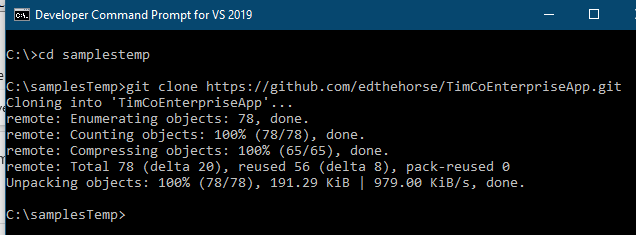 Developer Command Prompt for VS 2019
C:\>cd samplestemp
C:\samplesTemp>git clone https://github.com/edthehorse/TimCoEnterpriseApp.git
Cloning into 'TimCoEnterpriseApp'...
remote: Enumerating objects: 78, done.
remote: Counting objects: 100% (78/78), done.
remote: Compressing objects: 100% (65/65), done.
remote: Total 78 (delta 20), reused 56 (delta 8), pack-reused 0
Unpacking objects: 100% (78/78), 191.29 KiB | 979.00 KiB/s, done.
C:\samplesTemp>